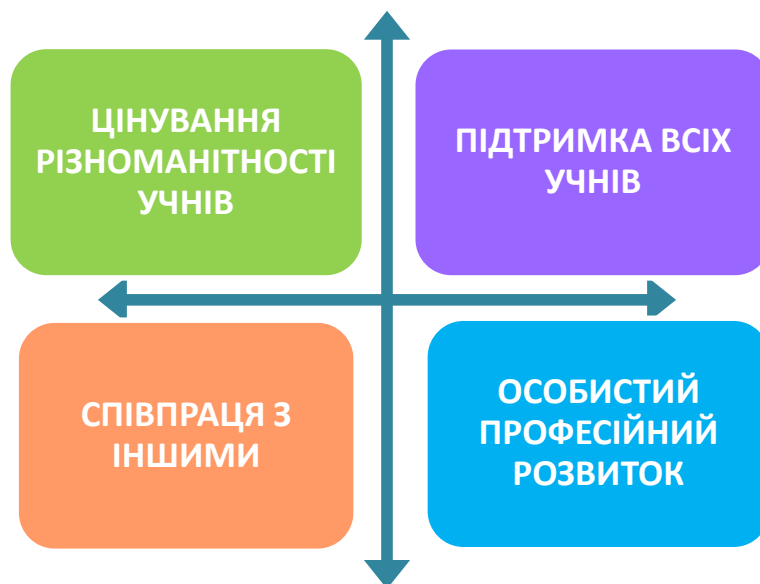 ЦІНУВАННЯ
РІЗНОМАНІТНОСТІ
УЧНІВ
ПІДТРИМКА ВСІХ
УЧНІВ
СПІВПРАЦЯ З
ІНШИМИ
ОСОБИСТИЙ
ПРОФЕСІЙНИЙ
РОЗВИТОК